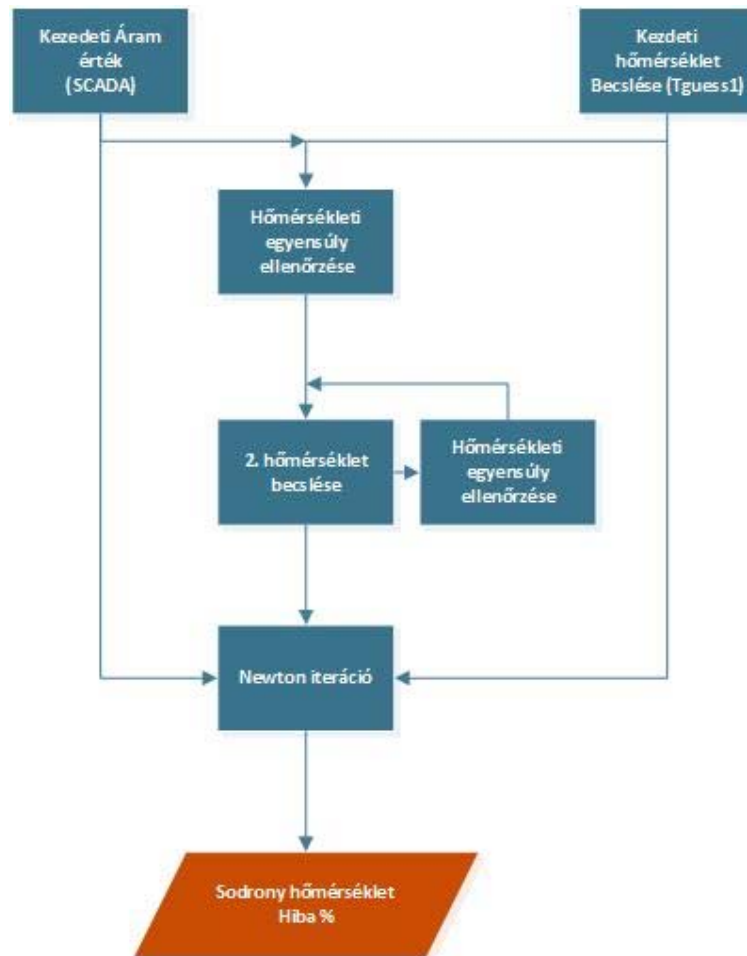 Kezedeti Áram
érték
(SCADA)
Kezdeti
hőmérséklet
Becslése (Tguess1)
Hőmérsékleti
egyensúly
ellenőrzése
2. hőmérséklet
becslése
Hőmérsékleti
egyensúly
ellenőrzése
Newton iteráció
Sodrony hőmérséklet
Hiba %